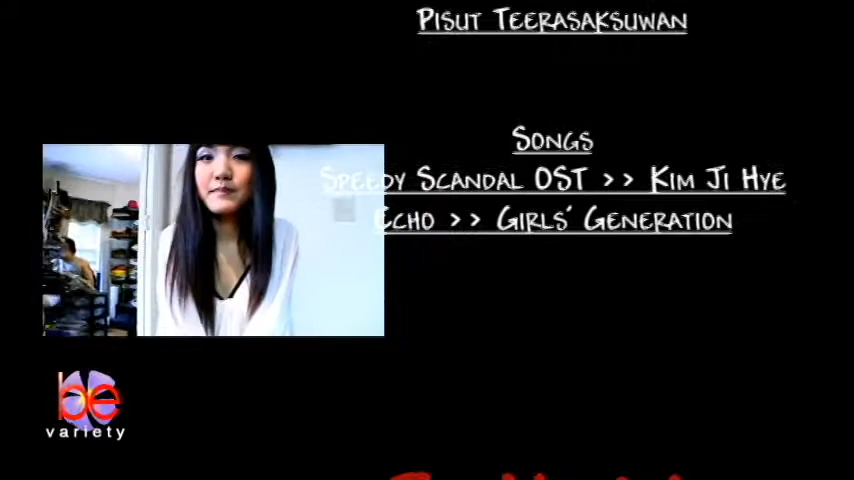 PISUT TEERASAKSUWAN
SONGS
SPEEDY SCANDAL OST >> KIM JI HYE
ECHO >> GIRLS' GENERATION
be
variety